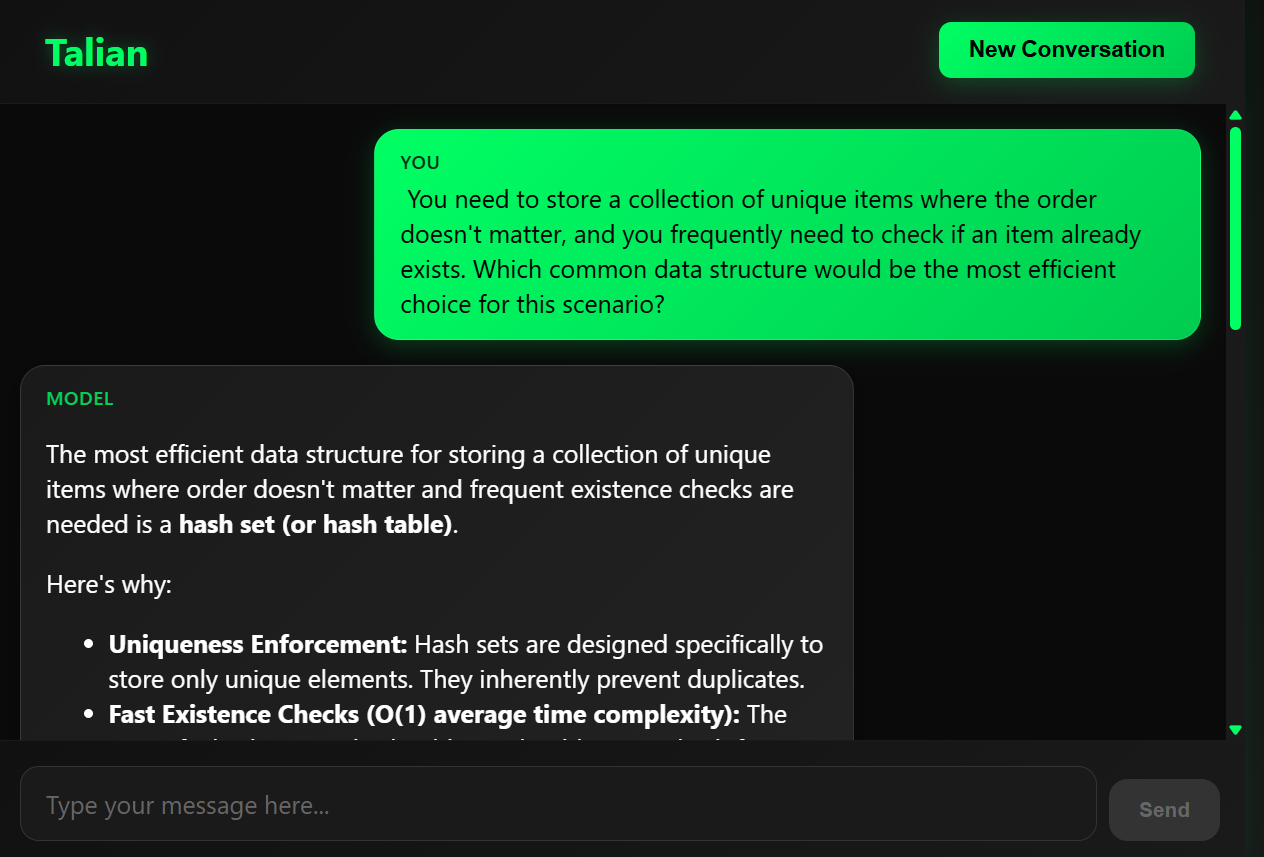 Talian
New Conversation
YOU
You need to store a collection of unique items where the order
doesn't matter, and you frequently need to check if an item already
exists. Which common data structure would be the most efficient
choice for this scenario?
MODEL
The most efficient data structure for storing a collection of unique
items where order doesn't matter and frequent existence checks are
needed is a hash set (or hash table).
Here's why:
• Uniqueness Enforcement: Hash sets are designed specifically to
store only unique elements. They inherently prevent duplicates.
• Fast Existence Checks (O(1) average time complexity): The
Type your message here...
Send